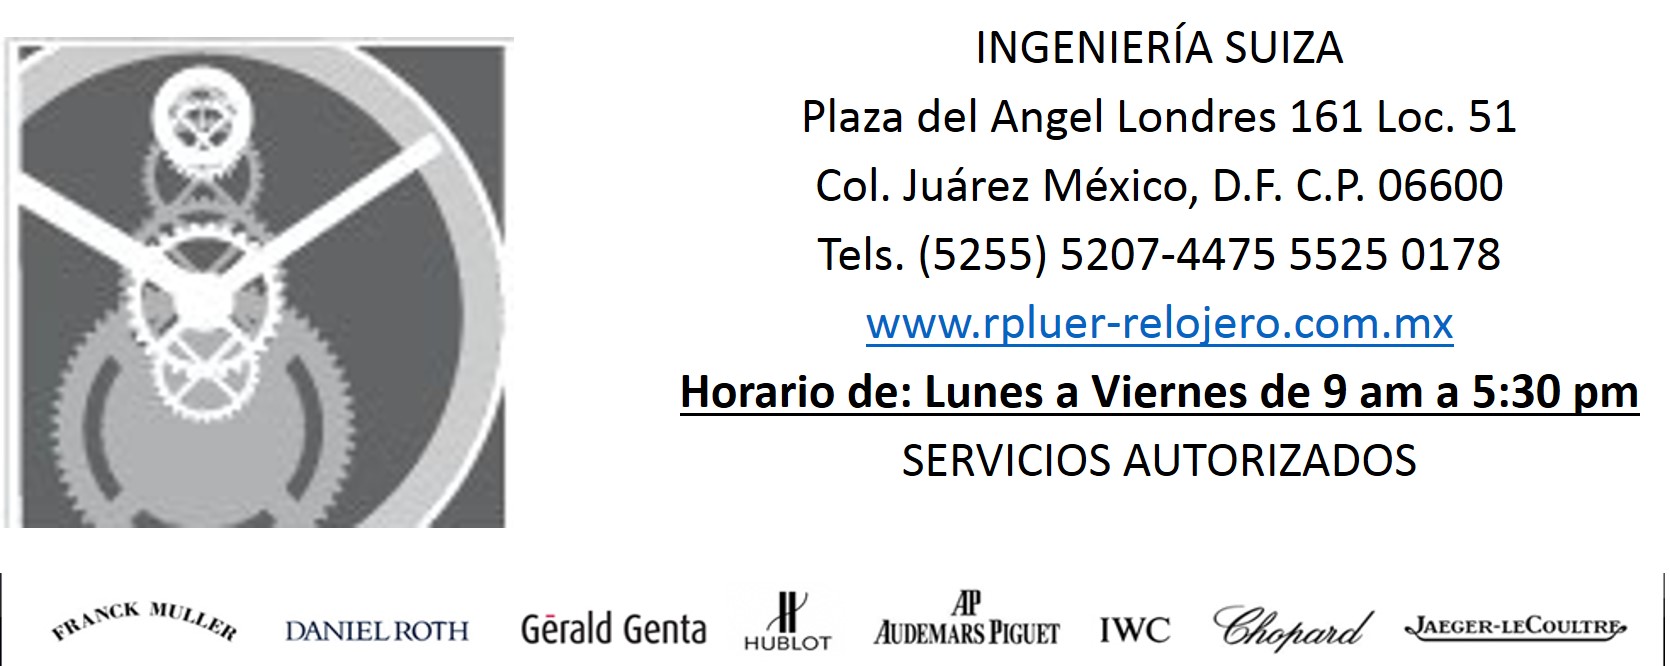 INGENIERÍA SUIZA
Plaza del Angel Londres 161 Loc. 51
Col. Juárez México, D.F. C.P. 06600
Tels. (5255) 5207-4475 5525 0178
www.rpluer-relojero.com.mx
Horario de: Lunes a Viernes de 9 am a 5:30 pm
SERVICIOS AUTORIZADOS
FRANCK MULLER DANIEL ROTH Gérald Genta HUBLOT AP AUDEMARS PIGUET IWC Chopard JAEGER-LECOULTRE